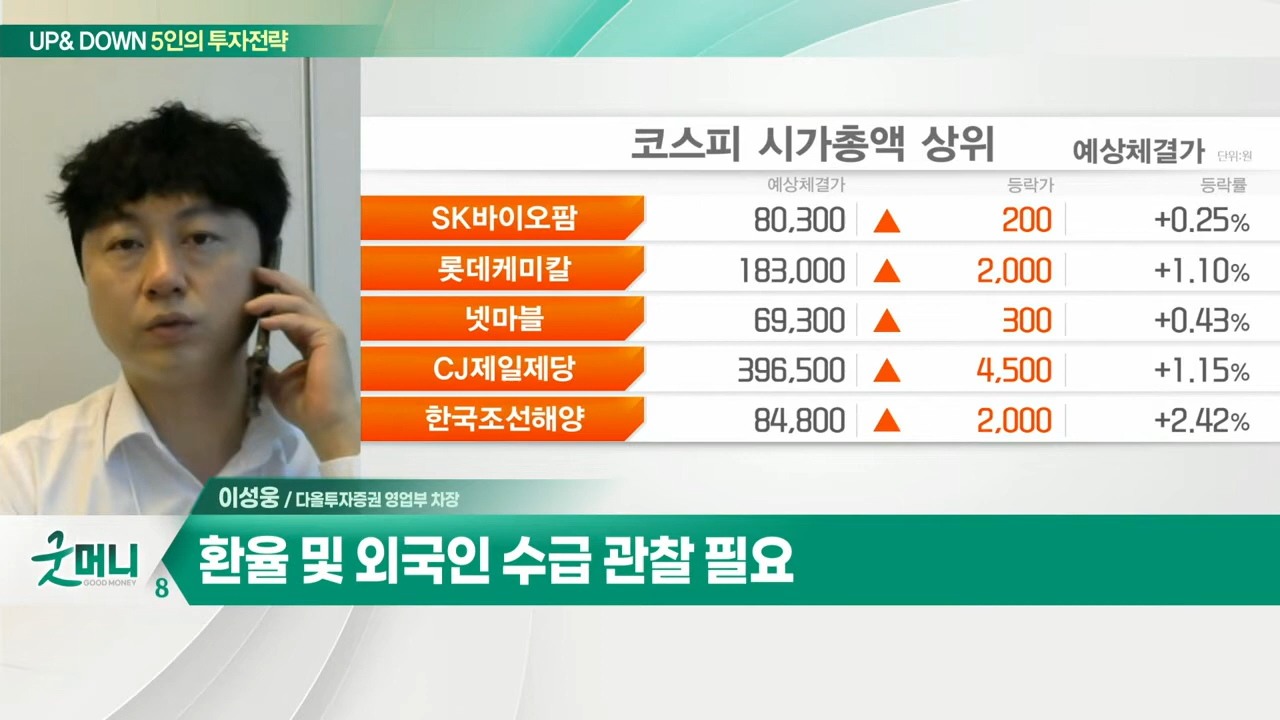 UP& DOWN 5인의 투자전략
코스피 시가총액 상위 예상체결가 단위:원
예상체결가 등락가 등락률
SK바이오팜 80,300 ▲ 200 +0.25%
롯데케미칼 183,000 ▲ 2,000 +1.10%
넷마블 69,300 ▲ 300 +0.43%
CJ제일제당 396,500 ▲ 4,500 +1.15%
한국조선해양 84,800 ▲ 2,000 +2.42%
이성웅 / 다올투자증권 영업부 차장
굿머니
GOOD MONEY
8
환율 및 외국인 수급 관찰 필요